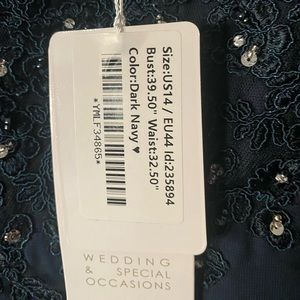 Size:US14 / EU44 Id:235894
Bust:39.50" Waist:32.50"
Color:Dark Navy ♥
*YMLF34865*
WEDDING
& SPECIAL
OCCASIONS